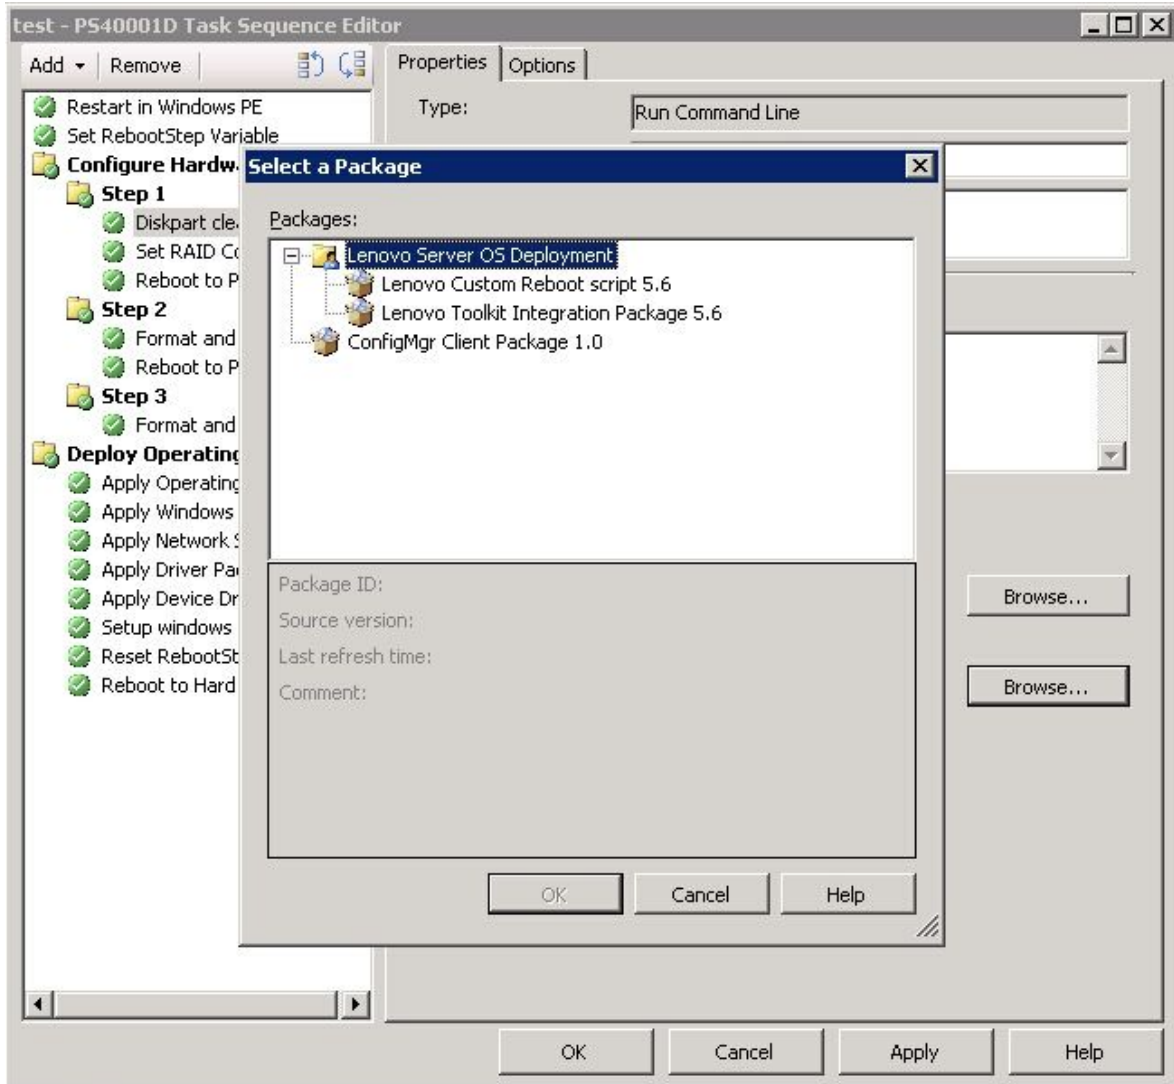 test - PS40001D Task Sequence Editor
Add
Remove
Properties
Options
Restart in Windows PE
Set RebootStep Variable
Configure Hardw
Step 1
Diskpart cle
Set RAID Co
Reboot to P
Step 2
Format and
Reboot to P
Step 3
Format and
Deploy Operating
Apply Operating
Apply Windows
Apply Network S
Apply Driver Pa
Apply Device Dr
Setup windows
Reset RebootSt
Reboot to Hard
Type:
Run Command Line
Select a Package
Packages:
Lenovo Server OS Deployment
Lenovo Custom Reboot script 5.6
Lenovo Toolkit Integration Package 5.6
ConfigMgr Client Package 1.0
Package ID:
Source version:
Last refresh time:
Comment:
OK
Cancel
Help
Browse...
Browse...
OK
Cancel
Apply
Help